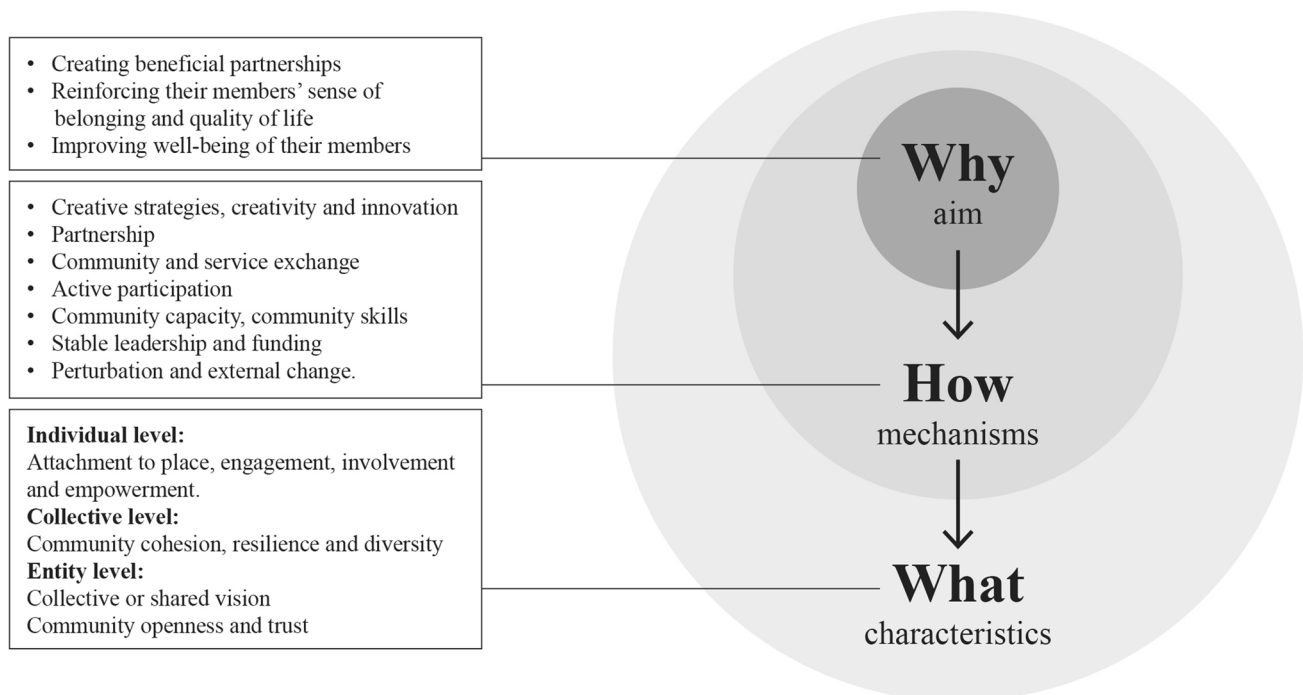 • Creating beneficial partnerships
• Reinforcing their members’ sense of
belonging and quality of life
• Improving well-being of their members
• Creative strategies, creativity and innovation
• Partnership
• Community and service exchange
• Active participation
• Community capacity, community skills
• Stable leadership and funding
• Perturbation and external change.
Individual level:
Attachment to place, engagement, involvement
and empowerment.
Collective level:
Community cohesion, resilience and diversity
Entity level:
Collective or shared vision
Community openness and trust
Why
aim
How
mechanisms
What
characteristics